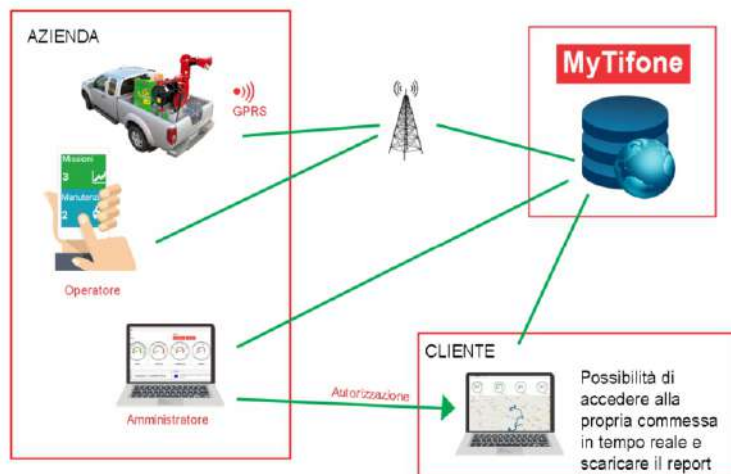 AZIENDA
GPRS
Missioni
3
2
Operatore
Amministratore
MyTifone
Autorizzazione
CLIENTE
Possibilità di
accedere alla
propria commessa
in tempo reale e
scaricare il report